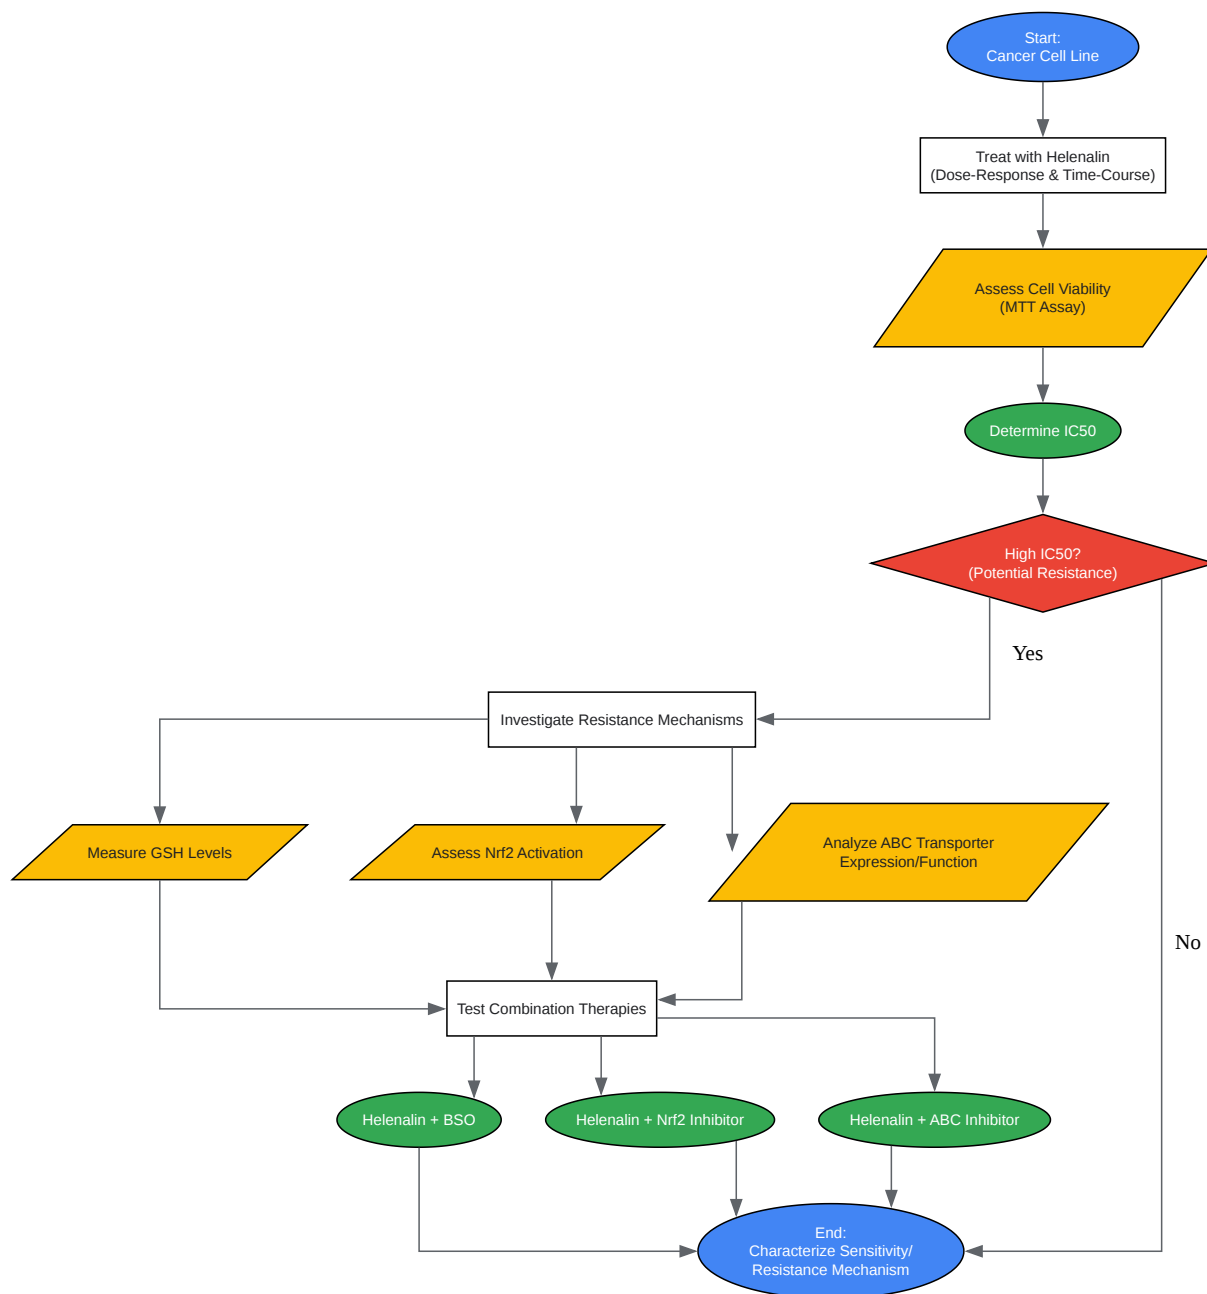 Start:
Cancer Cell Line
Treat with Helenalin
(Dose-Response & Time-Course)
Assess Cell Viability
(MTT Assay)
Determine IC50
High IC50?
(Potential Resistance)
Yes
Investigate Resistance Mechanisms
Measure GSH Levels
Assess Nrf2 Activation
Analyze ABC Transporter
Expression/Function
No
Test Combination Therapies
Helenalin + BSO
Helenalin + Nrf2 Inhibitor
Helenalin + ABC Inhibitor
End:
Characterize Sensitivity/
Resistance Mechanism